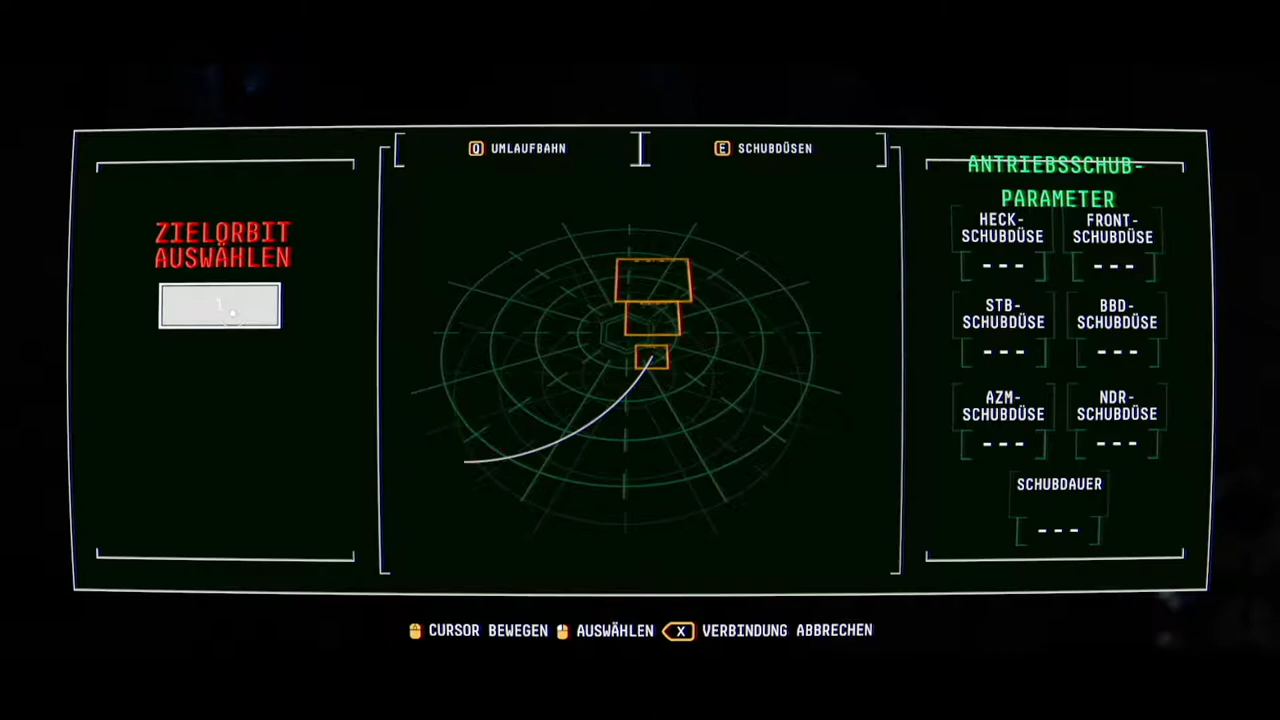 Q UMLAUFBAHN
E SCHUBDÜSEN
ZIELORBIT
AUSWÄHLEN
1
ANTRIEBSSCHUB-
PARAMETER
HECK-
SCHUBDÜSE
---
FRONT-
SCHUBDÜSE
---
STB-
SCHUBDÜSE
---
BBD-
SCHUBDÜSE
---
AZM-
SCHUBDÜSE
---
NDR-
SCHUBDÜSE
---
SCHUBDAUER
---
CURSOR BEWEGEN AUSWÄHLEN X VERBINDUNG ABBRECHEN